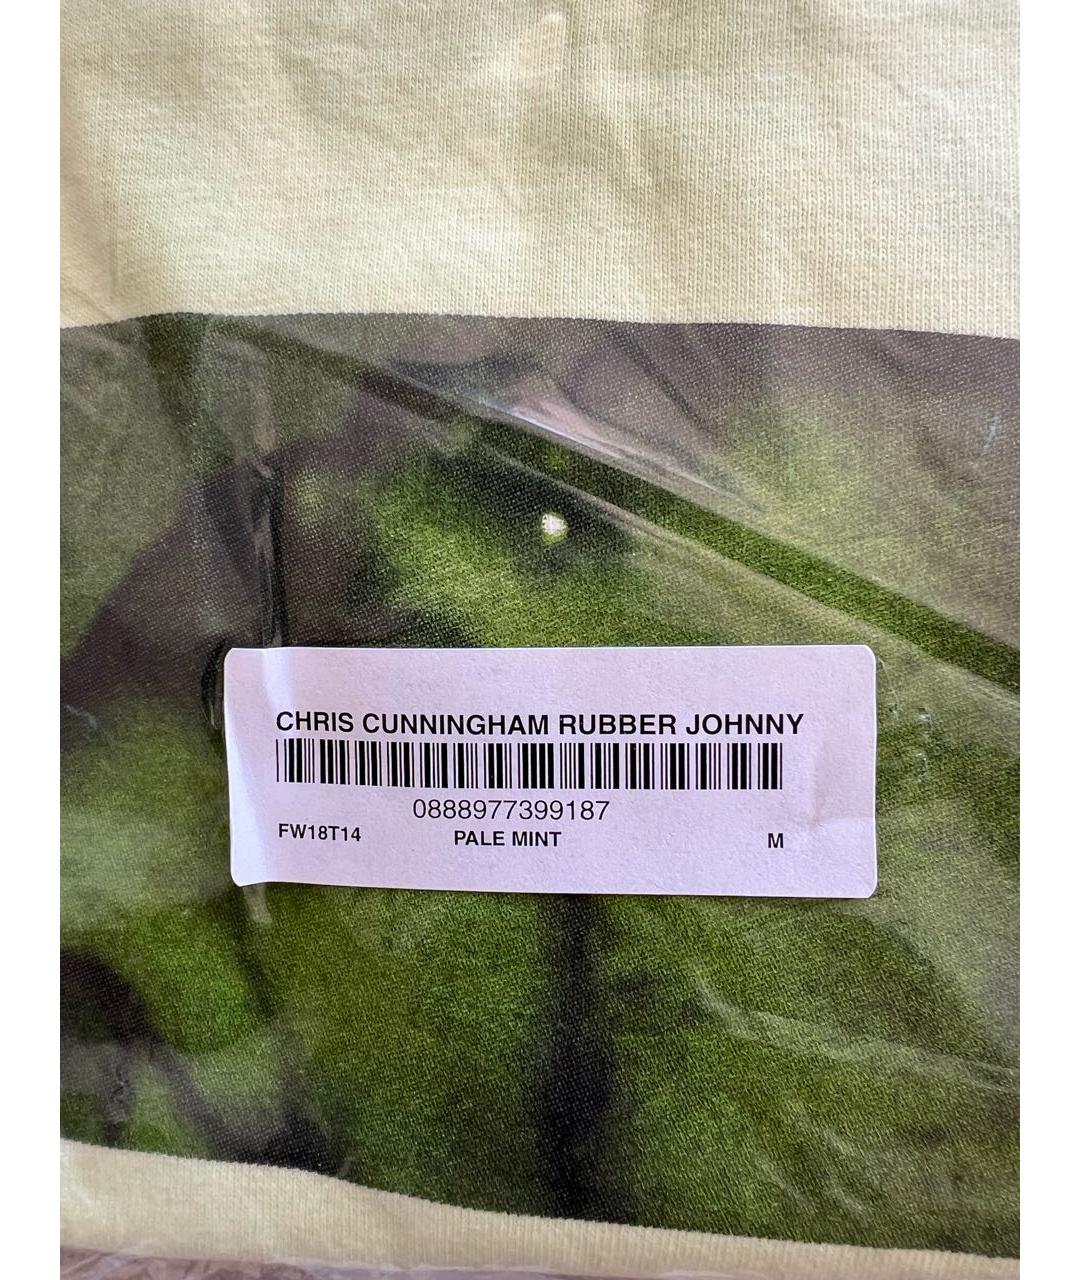 CHRIS CUNNINGHAM RUBBER JOHNNY
0888977399187
FW18T14 PALE MINT M